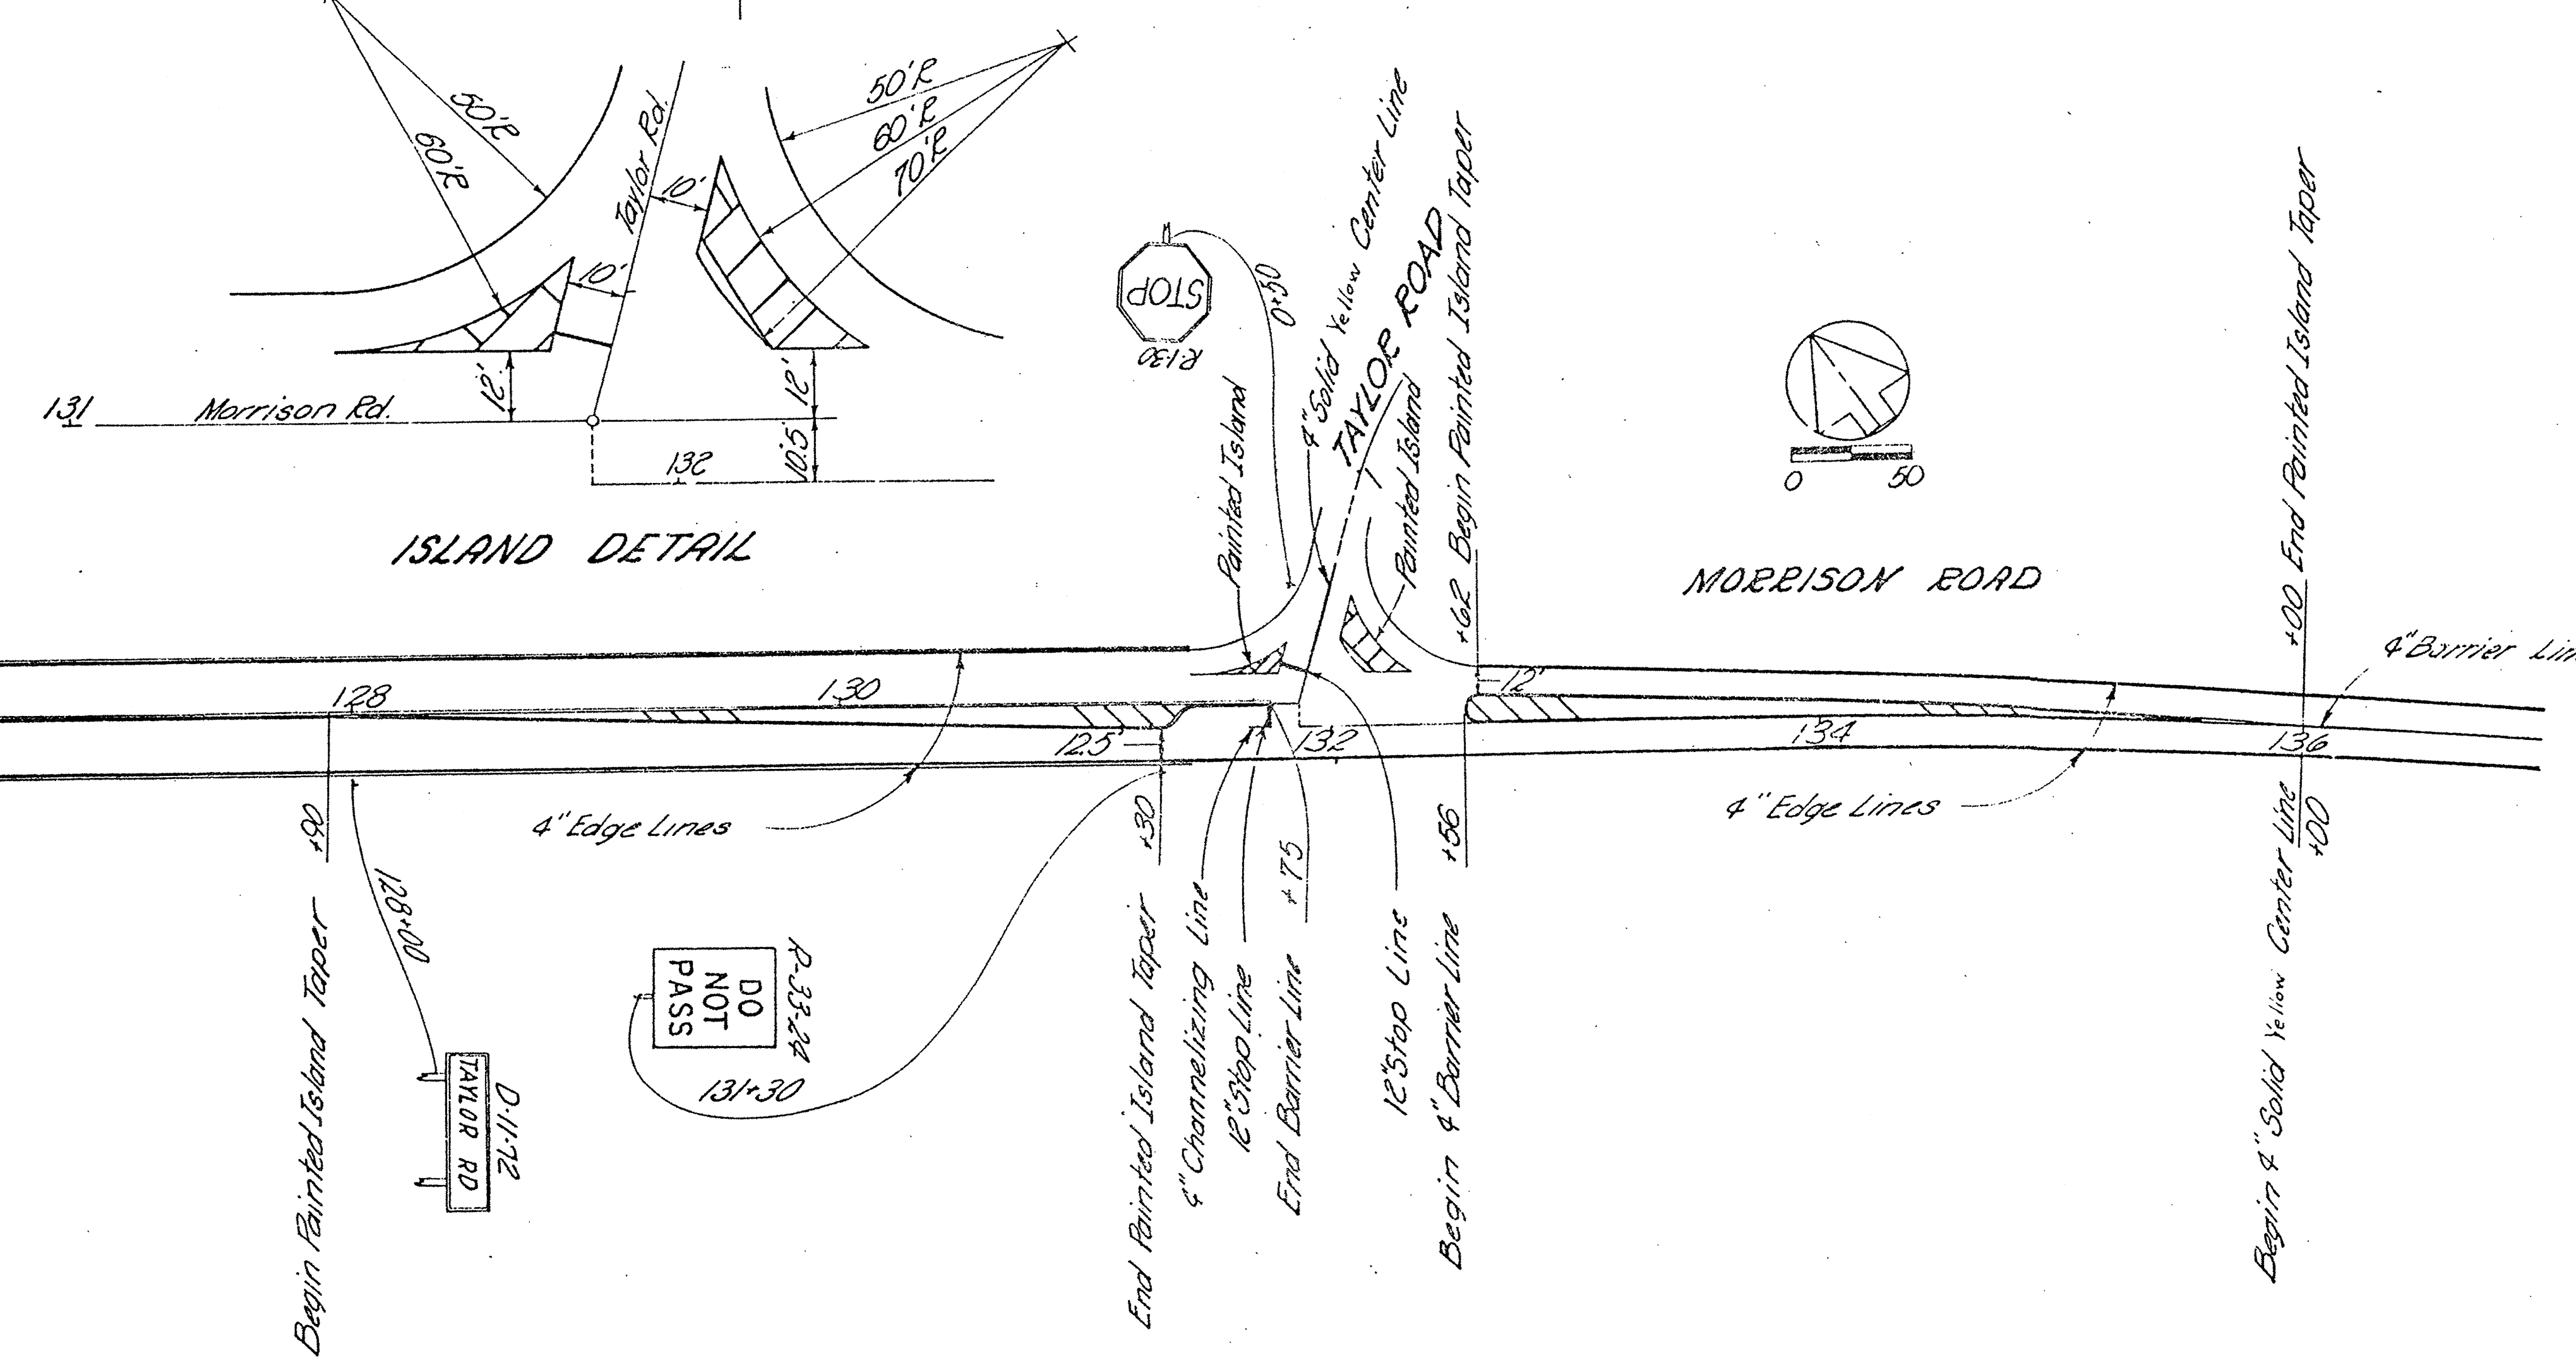 50'R
60'R
Taylor Rd.
50'R
60'R
70'R
10'
10'
12'
12'
10.5'
131
Morrison Rd.
132
ISLAND DETAIL
STOP
R-1-30
0+50
4" Solid Yellow Center Line
TAYLOR ROAD
1
Painted Island
Painted Island
+62 Begin Painted Island Taper
0 50
MORRISON ROAD
+00 End Painted Island Taper
4" Barrier Lin
128
130
12.5'
132
12'
134
136
4" Edge Lines
4" Edge Lines
Begin Painted Island Taper +90
128+00
TAYLOR RD
D-11-72
DO
NOT
PASS
R-33-24
131+30
End Painted Island Taper +30
4" Channelizing Line
12" Stop Line
End Barrier Line +75
12" Stop Line
Begin 4" Barrier Line +56
Begin 4" Solid Yellow Center Line
+00